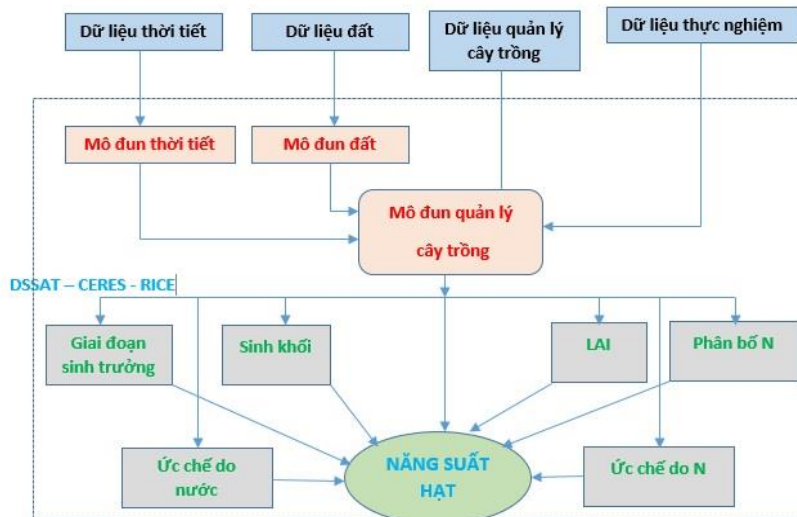 Dữ liệu thời tiết
Dữ liệu đất
Dữ liệu quản lý
cây trồng
Dữ liệu thực nghiệm
Mô đun thời tiết
Mô đun đất
Mô đun quản lý
cây trồng
DSSAT – CERES - RICE
Giai đoạn
sinh trưởng
Sinh khối
LAI
Phân bố N
Ức chế do
nước
NĂNG SUẤT
HẠT
Ức chế do N